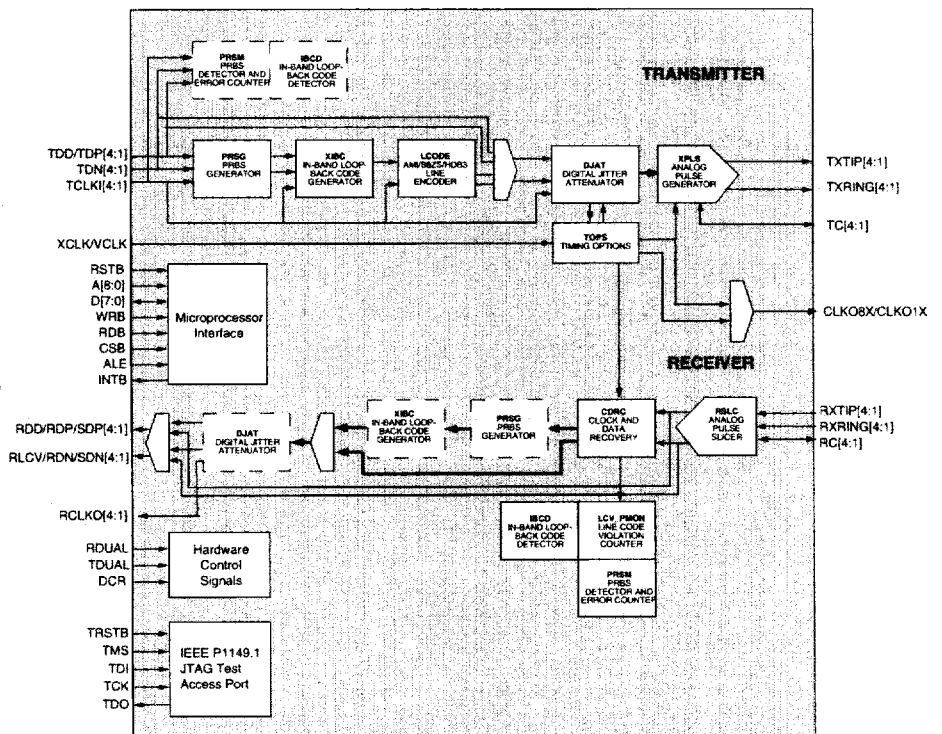 PRSM
PRBS
DETECTOR AND
ERROR COUNTER
IBCD
IN-BAND LOOP-
BACK CODE
DETECTOR
TRANSMITTER
TDD/TDP[4:1]
TDN[4:1]
TCLKI[4:1]
PRSG
PRBS
GENERATOR
XIBC
IN-BAND LOOP-
BACK CODE
GENERATOR
LCODE
AMI/B8ZS/HDB3
LINE
ENCODER
DJAT
DIGITAL JITTER
ATTENUATOR
XPLS
ANALOG
PULSE
GENERATOR
TXTIP[4:1]
TXRING[4:1]
TC[4:1]
XCLK/VCLK
TOPS
TIMING OPTIONS
CLKO8X/CLKO1X
RSTB
A[8:0]
D[7:0]
WRB
RDB
CSB
ALE
INTB
Microprocessor
Interface
RECEIVER
RDD/RDP/SDP[4:1]
RLCV/RDN/SDN[4:1]
RCLKO[4:1]
DJAT
DIGITAL JITTER
ATTENUATOR
XIBC
IN-BAND LOOP-
BACK CODE
GENERATOR
PRSG
PRBS
GENERATOR
CDRC
CLOCK AND
DATA
RECOVERY
RSLC
ANALOG
PULSE
SLICER
RXTIP[4:1]
RXRING[4:1]
RC[4:1]
IBCD
IN-BAND LOOP-
BACK CODE
DETECTOR
LCV_PMON
LINE CODE
VIOLATION
COUNTER
PRSM
PRBS
DETECTOR AND
ERROR COUNTER
RDUAL
TDUAL
DCR
Hardware
Control
Signals
TRSTB
TMS
TDI
TCK
TDO
IEEE P1149.1
JTAG Test
Access Port